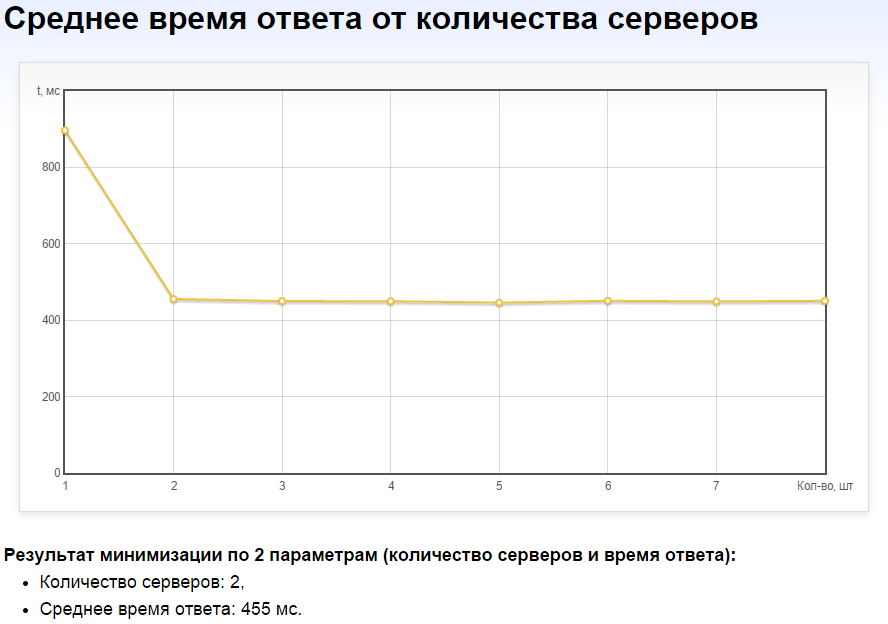 Среднее время ответа от количества серверов
t, мс
800
600
400
200
0
1 2 3 4 5 6 7 Кол-во, шт
Результат минимизации по 2 параметрам (количество серверов и время ответа):
• Количество серверов: 2,
• Среднее время ответа: 455 мс.